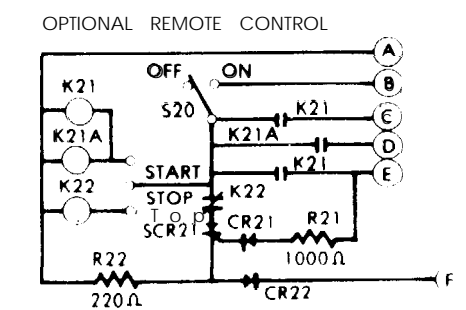 OPTIONAL REMOTE CONTROL
A
OFF ON
K21
B
S20
K21
C
K21A
K21A
D
K21
E
START
K22
STOP
K22
Top
SCR21
CR21
R21
1000Ω
R22
220Ω
CR22
F